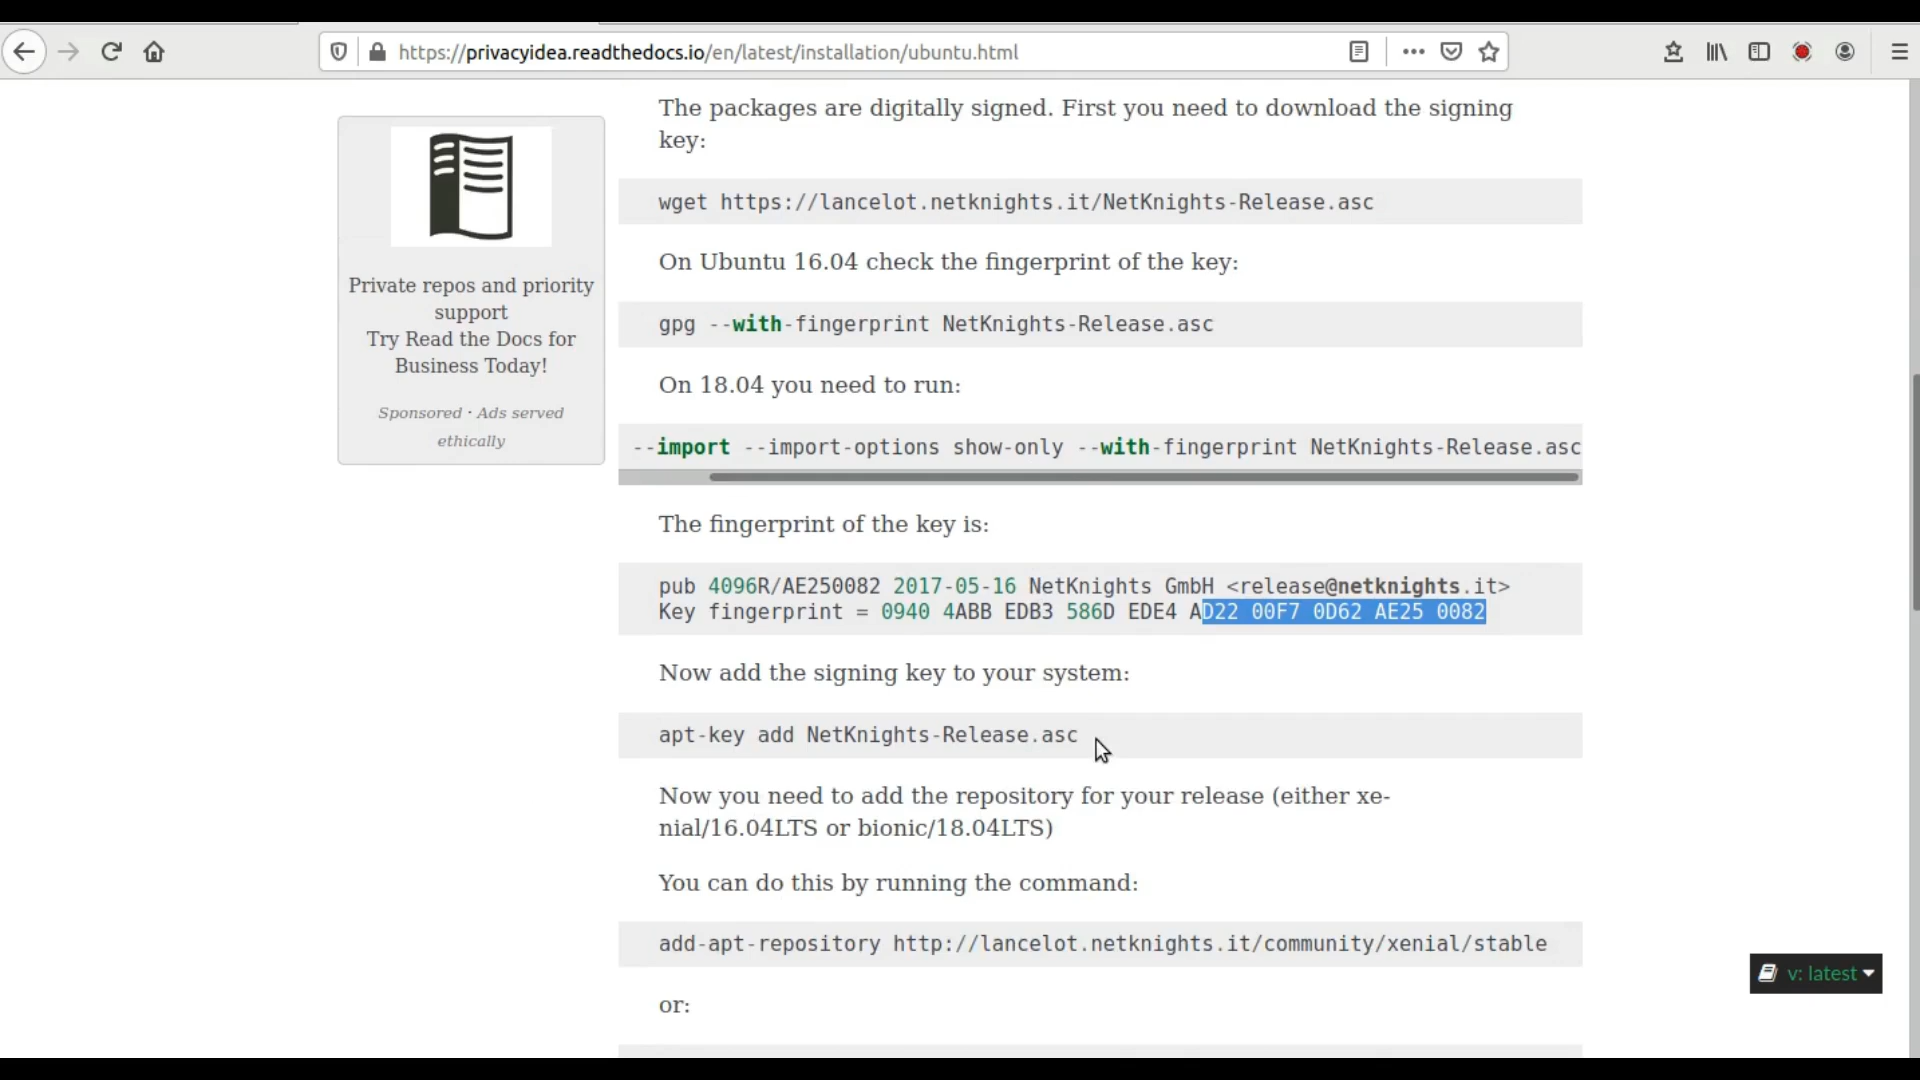 https://privacyidea.readthedocs.io/en/latest/installation/ubuntu.html
The packages are digitally signed. First you need to download the signing
key:
wget https://lancelot.netknights.it/NetKnights-Release.asc
On Ubuntu 16.04 check the fingerprint of the key:
gpg --with-fingerprint NetKnights-Release.asc
On 18.04 you need to run:
--import --import-options show-only --with-fingerprint NetKnights-Release.asc
The fingerprint of the key is:
pub 4096R/AE250082 2017-05-16 NetKnights GmbH <release@netknights.it>
Key fingerprint = 0940 4ABB EDB3 586D EDE4 AD22 00F7 0D62 AE25 0082
Now add the signing key to your system:
apt-key add NetKnights-Release.asc
Now you need to add the repository for your release (either xe-
nial/16.04LTS or bionic/18.04LTS)
You can do this by running the command:
add-apt-repository http://lancelot.netknights.it/community/xenial/stable
or:
Private repos and priority
support
Try Read the Docs for
Business Today!
Sponsored · Ads served
ethically
v: latest